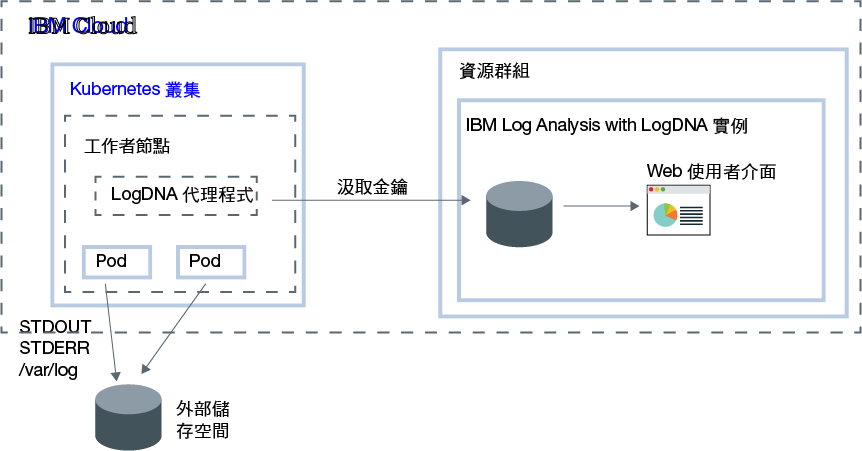 IBM Cloud
Kubernetes 叢集
工作者節點
LogDNA 代理程式
Pod
Pod
汲取金鑰
資源群組
IBM Log Analysis with LogDNA 實例
Web 使用者介面
STDOUT
STDERR
/var/log
外部儲
存空間